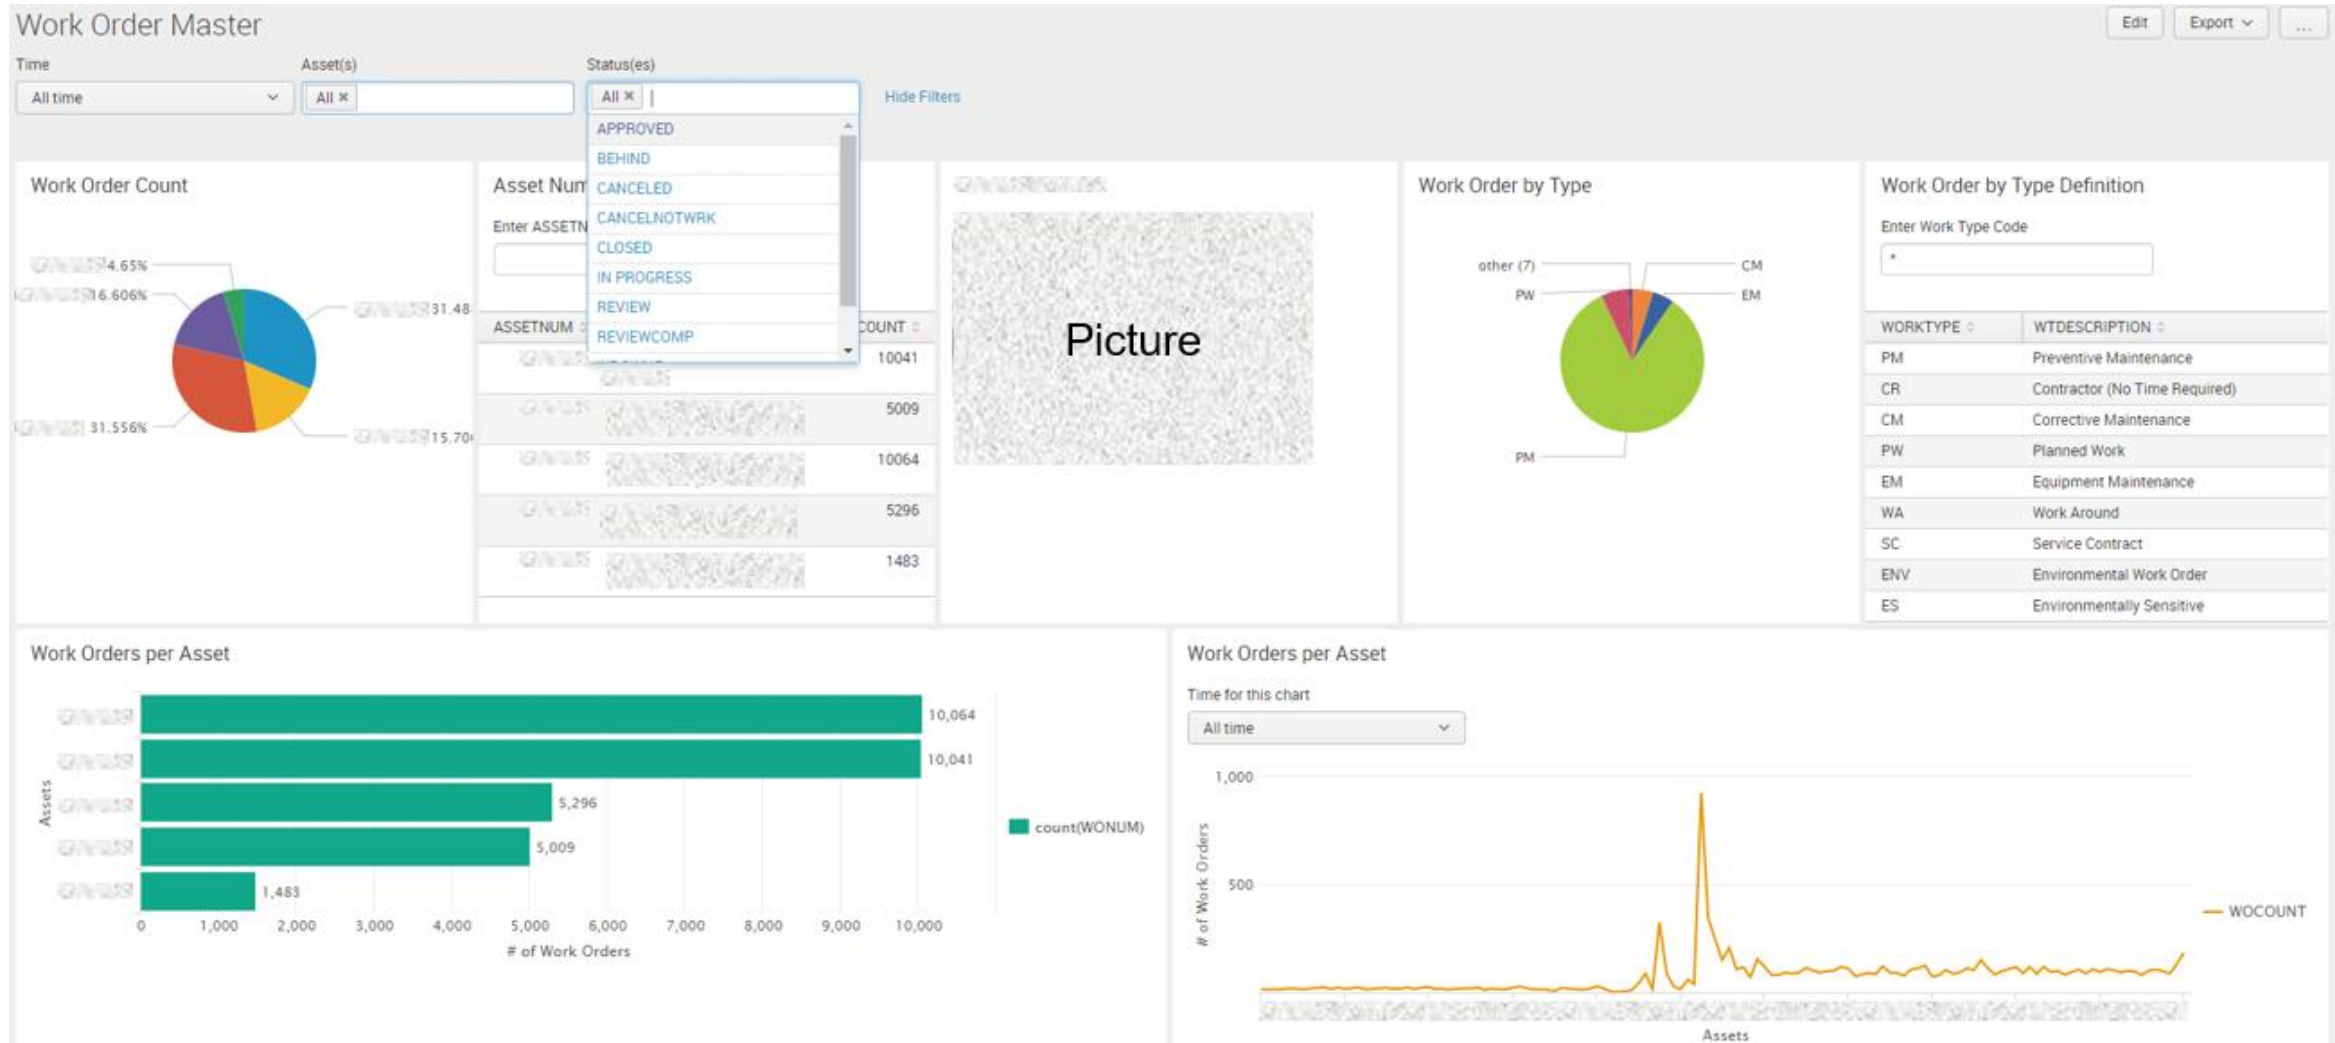 Work Order Master
Edit
Export
...
Time
Asset(s)
Status(es)
All time
All ×
All ×
Hide Filters
APPROVED
BEHIND
CANCELED
CANCELNOTWRK
CLOSED
IN PROGRESS
REVIEW
REVIEWCOMP
Work Order Count
4.65%
16.606%
31.48
31.556%
15.70
Asset Num
Enter ASSETN
ASSETNUM
COUNT
10041
5009
10064
5296
1483
Picture
Work Order by Type
other (7)
CM
PW
EM
PM
Work Order by Type Definition
Enter Work Type Code
*
WORKTYPE WTDESCRIPTION
PM Preventive Maintenance
CR Contractor (No Time Required)
CM Corrective Maintenance
PW Planned Work
EM Equipment Maintenance
WA Work Around
SC Service Contract
ENV Environmental Work Order
ES Environmentally Sensitive
Work Orders per Asset
Assets
10,064
10,041
5,296
5,009
1,483
0 1,000 2,000 3,000 4,000 5,000 6,000 7,000 8,000 9,000 10,000
# of Work Orders
count(WONUM)
Work Orders per Asset
Time for this chart
All time
1,000
500
# of Work Orders
WOCOUNT
Assets